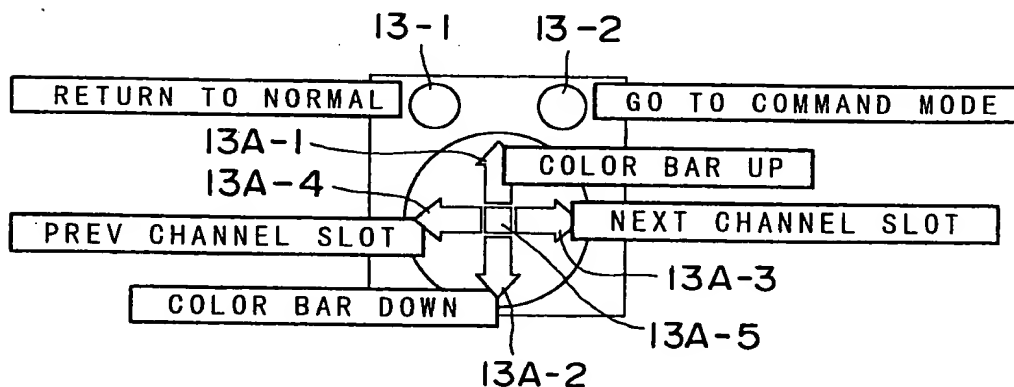 13-1 13-2
RETURN TO NORMAL GO TO COMMAND MODE
13A-1 COLOR BAR UP
13A-4
PREV CHANNEL SLOT NEXT CHANNEL SLOT
13A-3
COLOR BAR DOWN
13A-5
13A-2